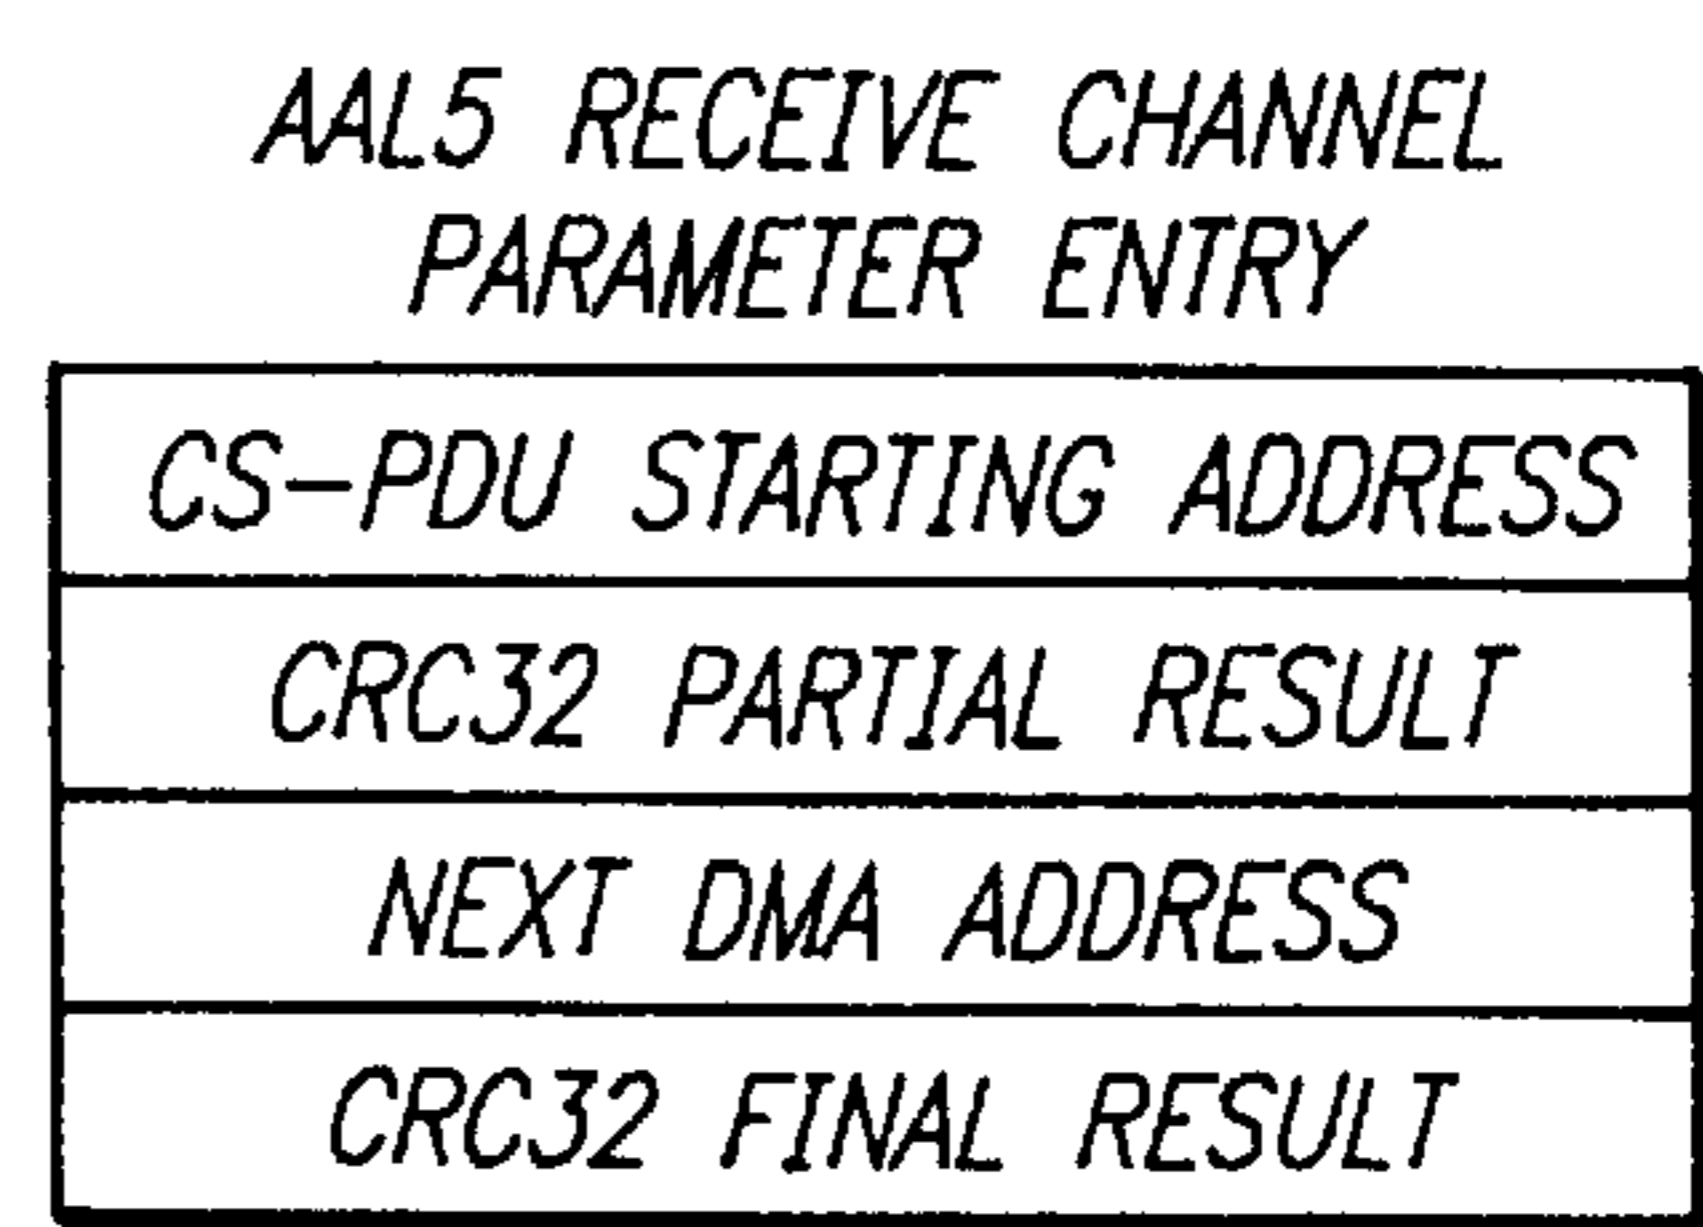 AAL5 RECEIVE CHANNEL
PARAMETER ENTRY
CS-PDU STARTING ADDRESS
CRC32 PARTIAL RESULT
NEXT DMA ADDRESS
CRC32 FINAL RESULT